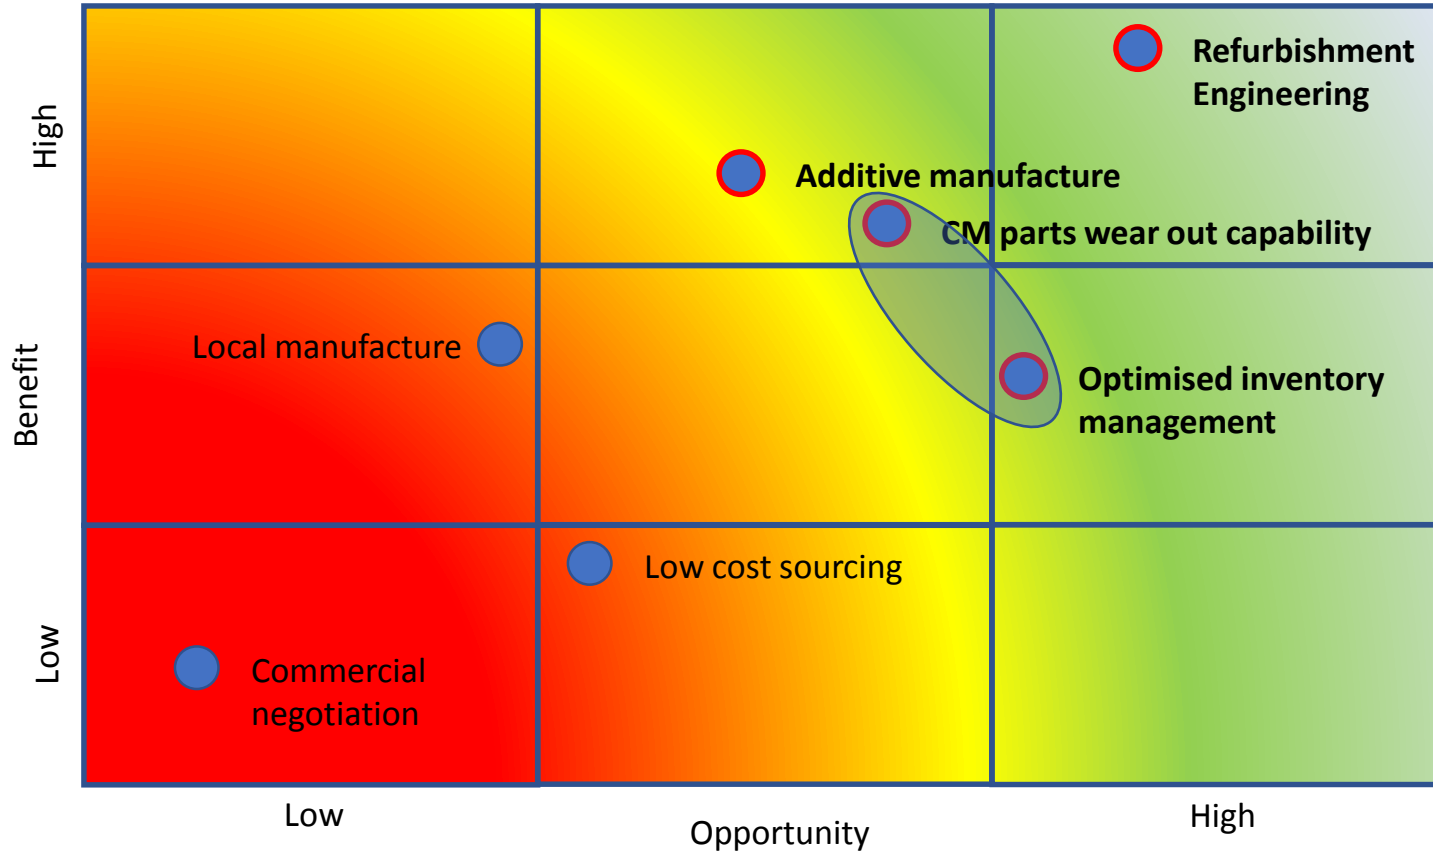 High
Refurbishment
Engineering
Additive manufacture
CM parts wear out capability
Benefit
Local manufacture
Optimised inventory
management
Low
Low cost sourcing
Commercial
negotiation
Low
Opportunity
High